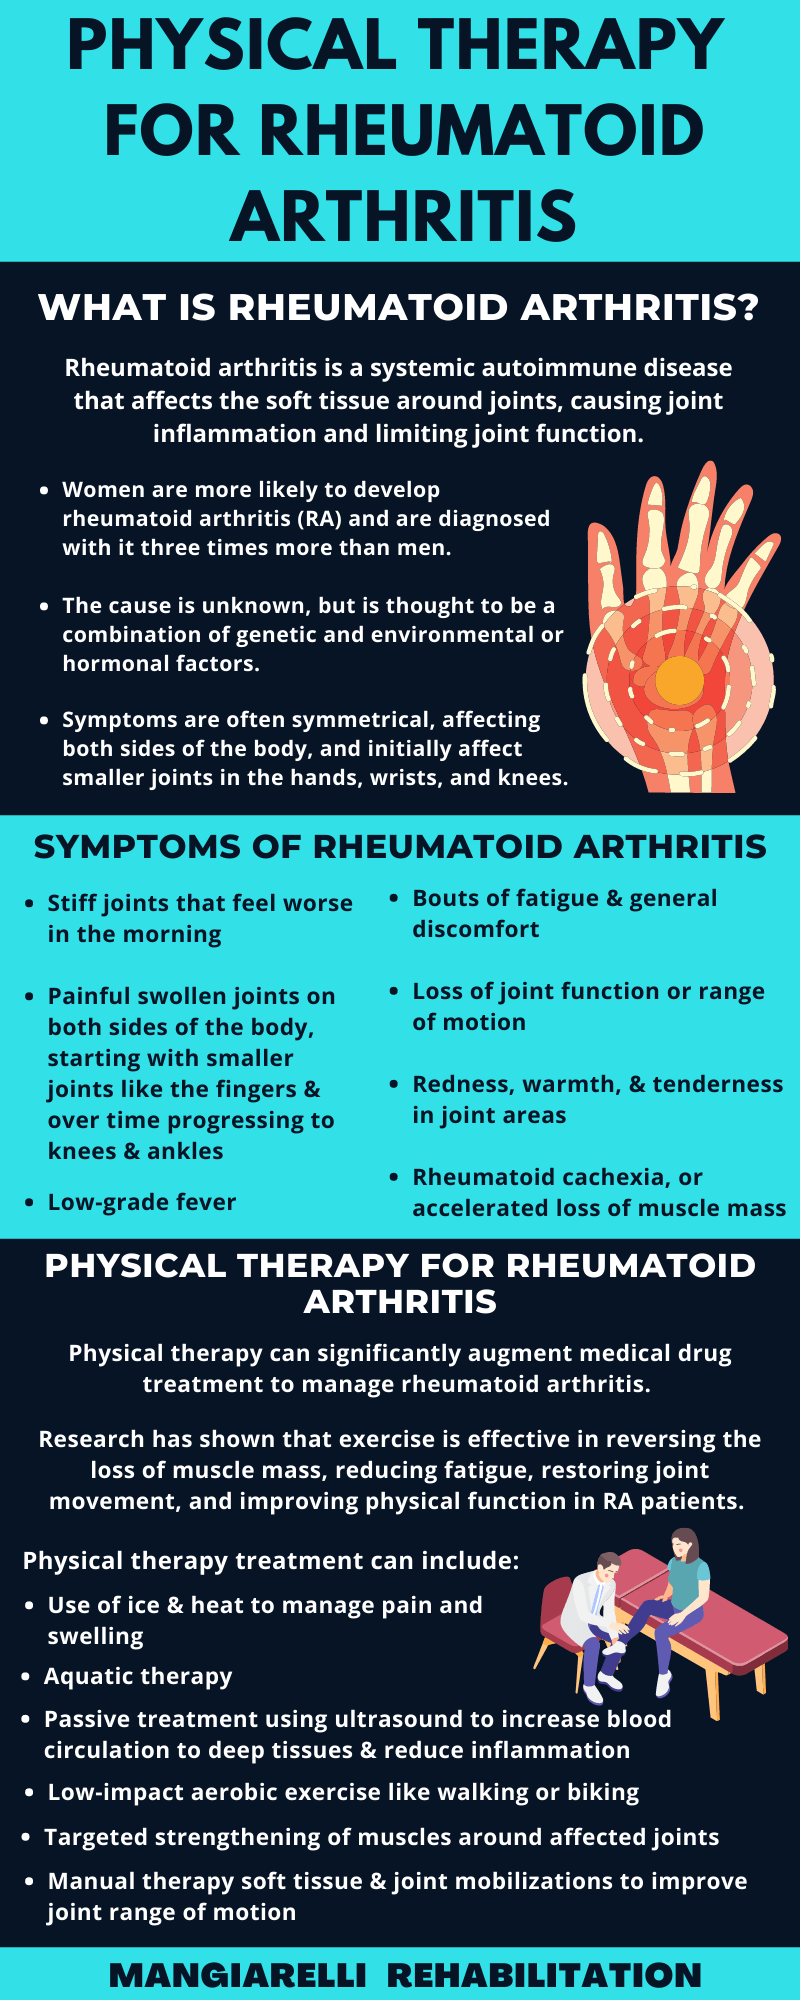 PHYSICAL THERAPY
FOR RHEUMATOID
ARTHRITIS
WHAT IS RHEUMATOID ARTHRITIS?
Rheumatoid arthritis is a systemic autoimmune disease
that affects the soft tissue around joints, causing joint
inflammation and limiting joint function.
• Women are more likely to develop
rheumatoid arthritis (RA) and are diagnosed
with it three times more than men.
• The cause is unknown, but is thought to be a
combination of genetic and environmental or
hormonal factors.
• Symptoms are often symmetrical, affecting
both sides of the body, and initially affect
smaller joints in the hands, wrists, and knees.
SYMPTOMS OF RHEUMATOID ARTHRITIS
• Stiff joints that feel worse
in the morning
• Painful swollen joints on
both sides of the body,
starting with smaller
joints like the fingers &
over time progressing to
knees & ankles
• Low-grade fever
• Bouts of fatigue & general
discomfort
• Loss of joint function or range
of motion
• Redness, warmth, & tenderness
in joint areas
• Rheumatoid cachexia, or
accelerated loss of muscle mass
PHYSICAL THERAPY FOR RHEUMATOID
ARTHRITIS
Physical therapy can significantly augment medical drug
treatment to manage rheumatoid arthritis.
Research has shown that exercise is effective in reversing the
loss of muscle mass, reducing fatigue, restoring joint
movement, and improving physical function in RA patients.
Physical therapy treatment can include:
• Use of ice & heat to manage pain and
swelling
• Aquatic therapy
• Passive treatment using ultrasound to increase blood
circulation to deep tissues & reduce inflammation
• Low-impact aerobic exercise like walking or biking
• Targeted strengthening of muscles around affected joints
• Manual therapy soft tissue & joint mobilizations to improve
joint range of motion
MANGIARELLI REHABILITATION